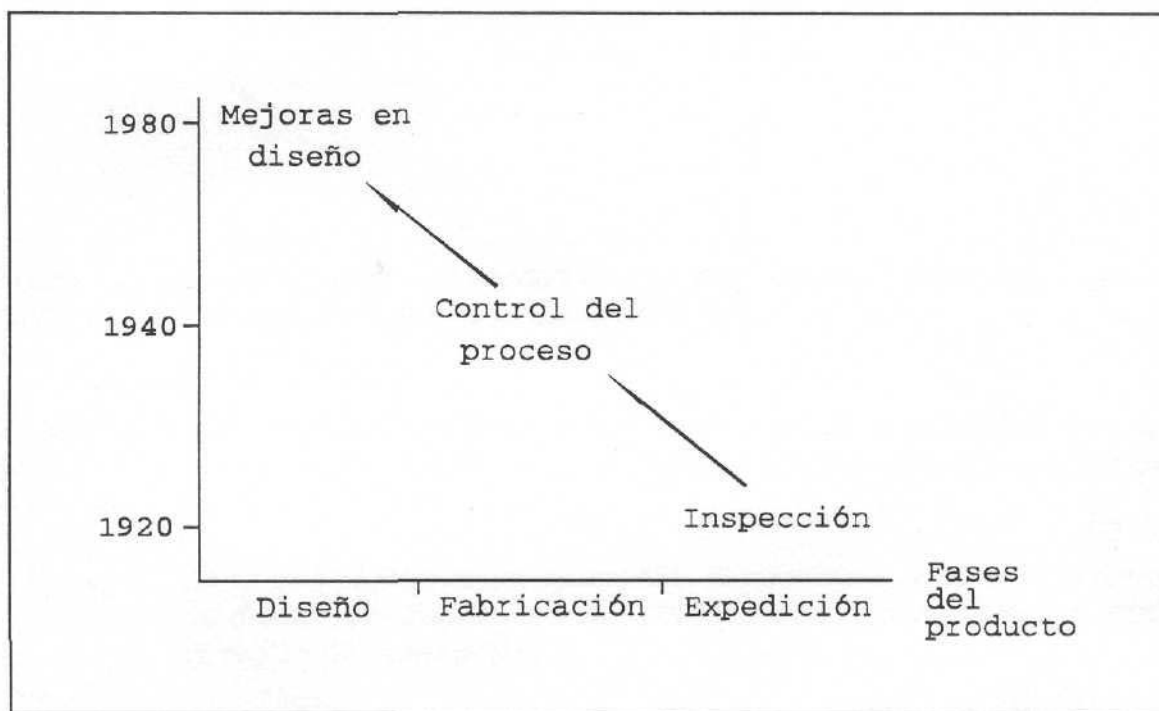 1980
Mejoras en
diseño
Control del
1940
proceso
1920
Inspección
Diseño
Fabricación
Expedición
Fases
del
producto